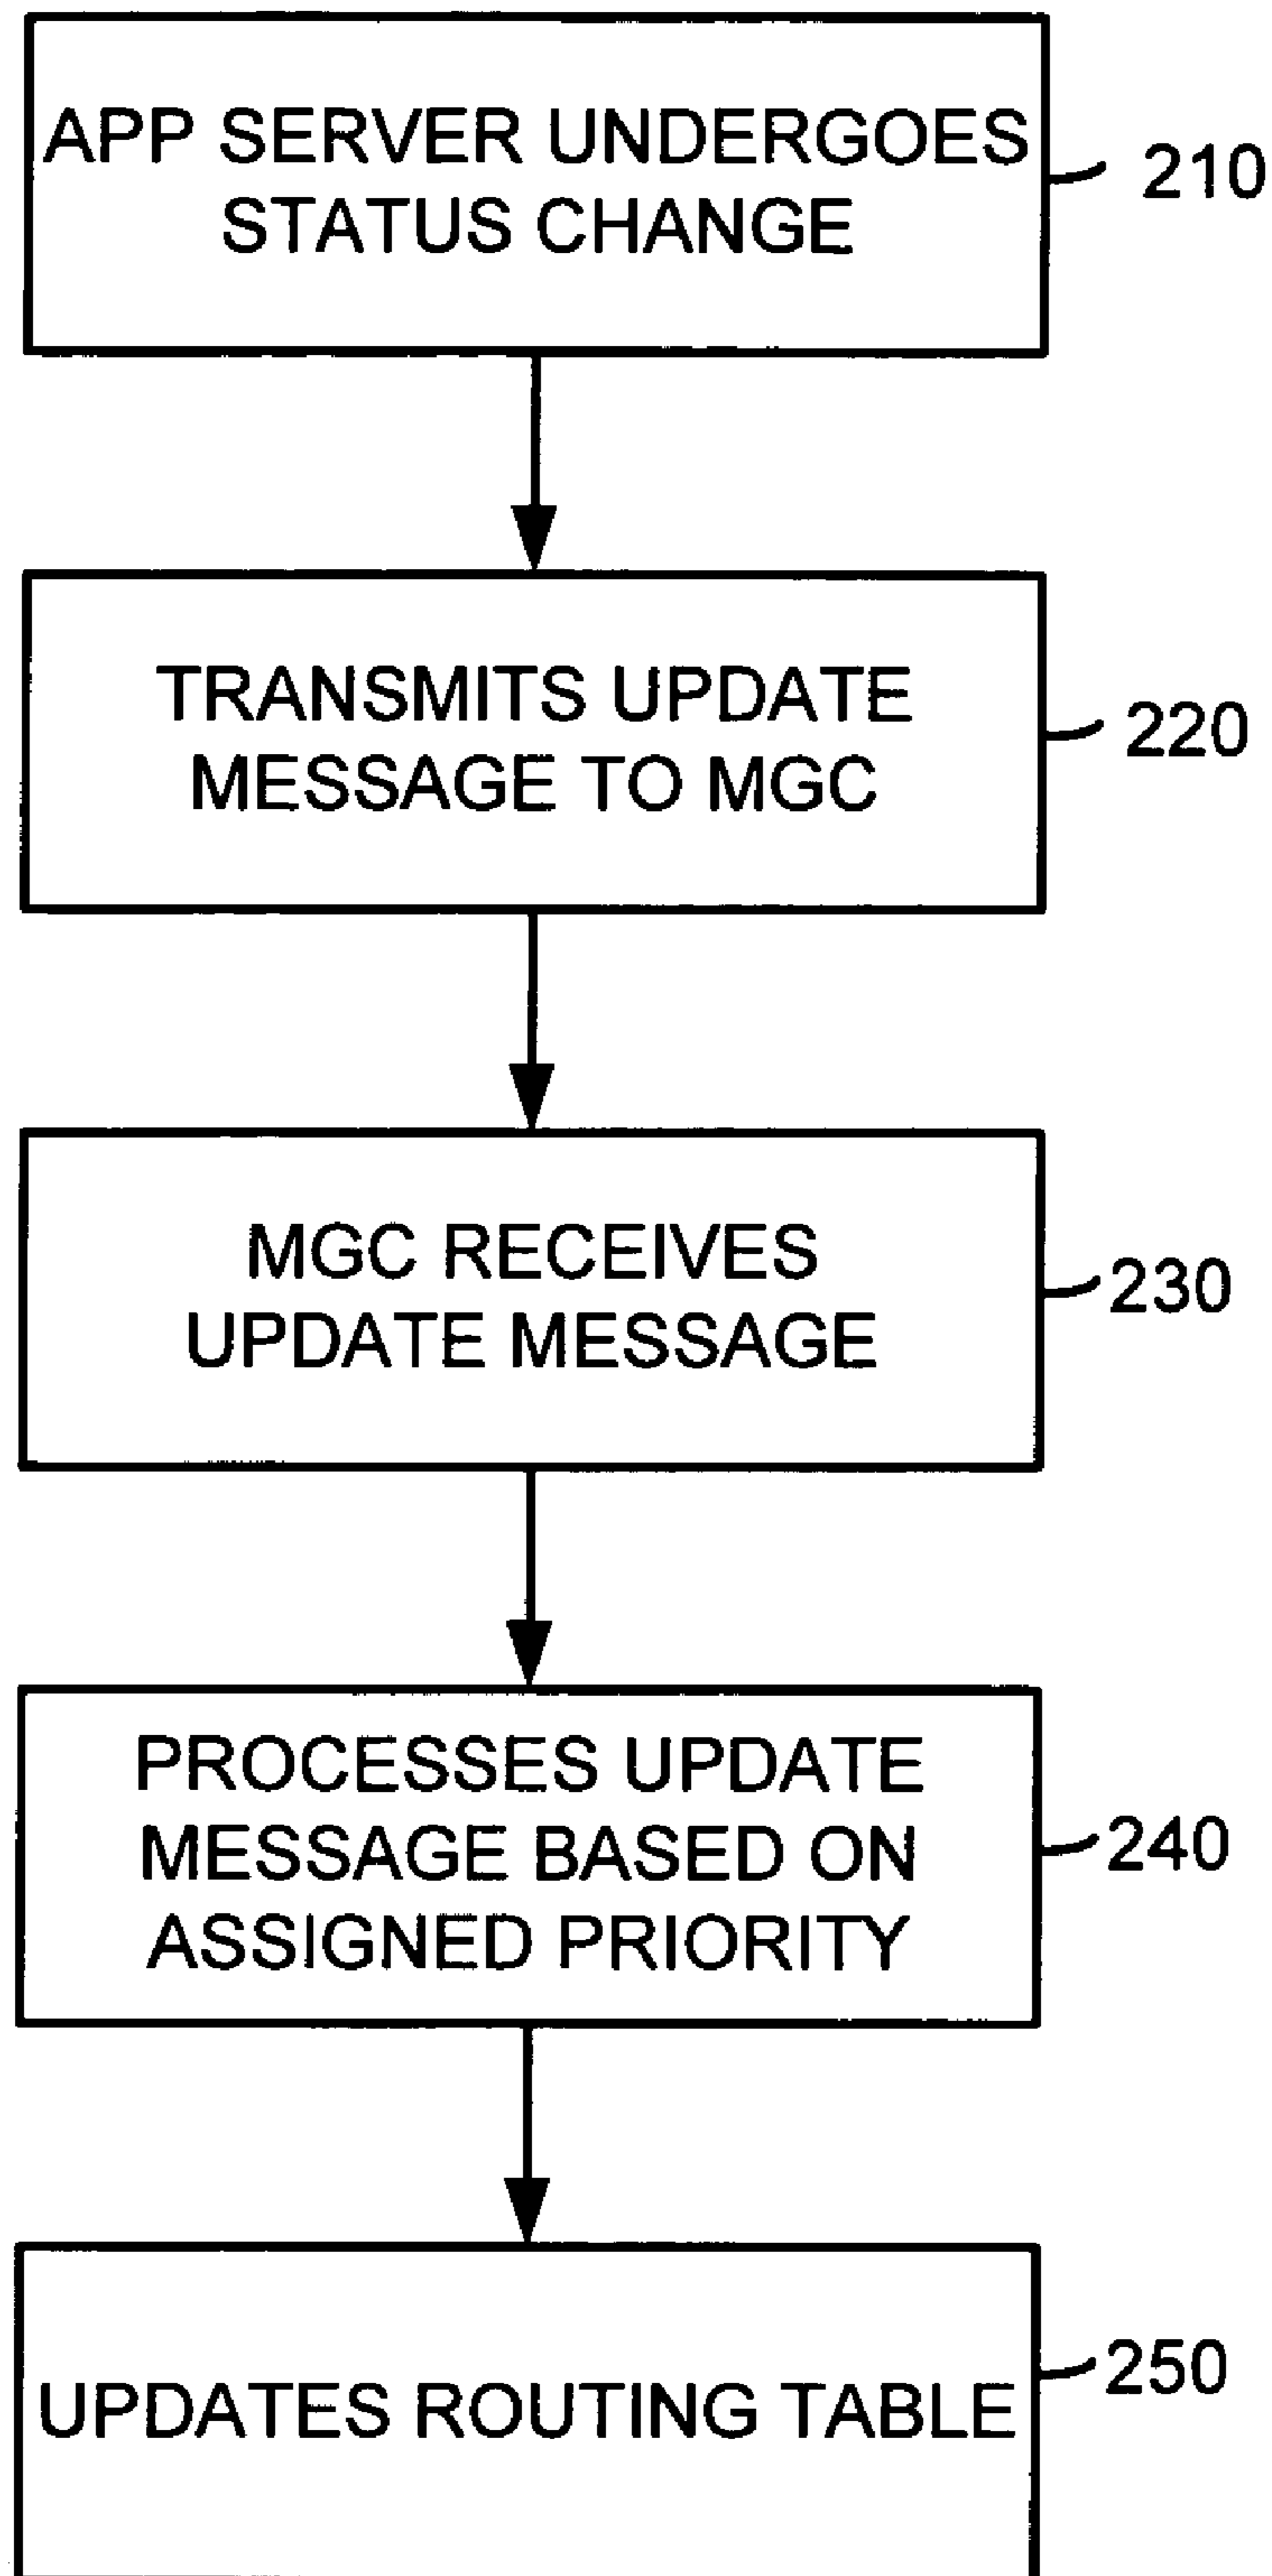 APP SERVER UNDERGOES
STATUS CHANGE
210
TRANSMITS UPDATE
MESSAGE TO MGC
220
MGC RECEIVES
UPDATE MESSAGE
230
PROCESSES UPDATE
MESSAGE BASED ON
ASSIGNED PRIORITY
240
UPDATES ROUTING TABLE
250